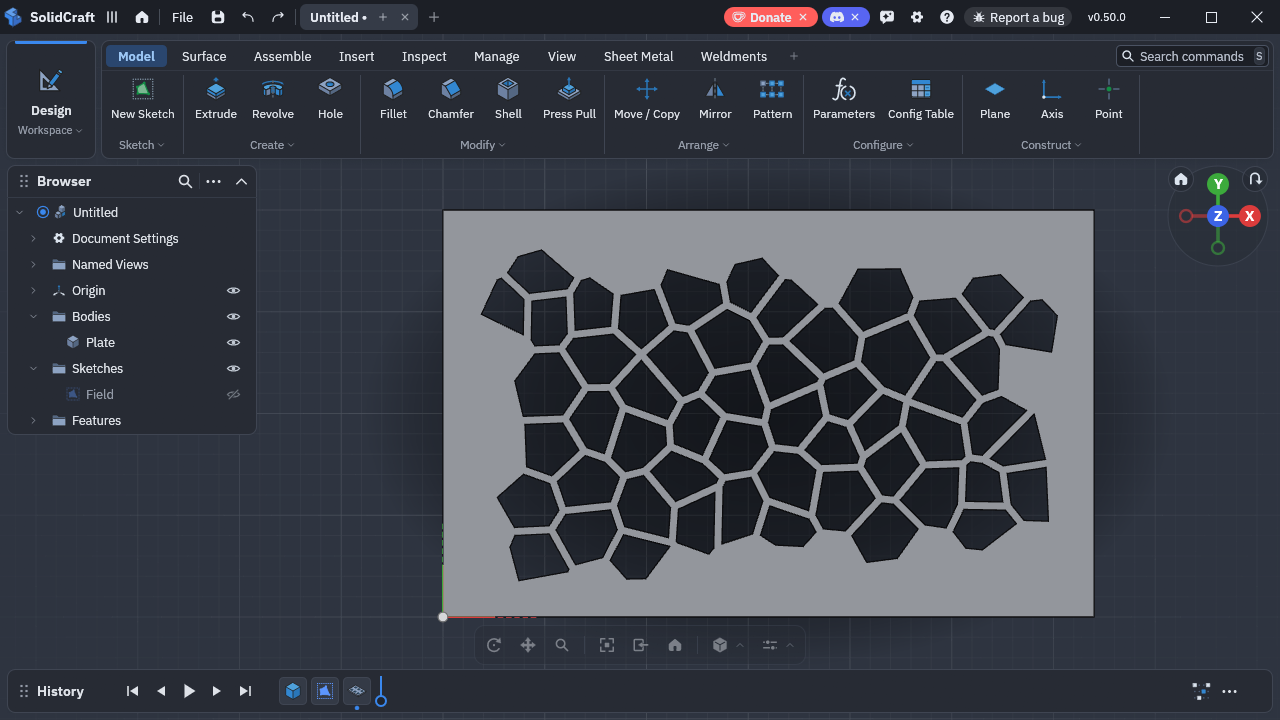 SolidCraft
File
Untitled •
Donate
Report a bug
v0.50.0
Design
Workspace
Model Surface Assemble Insert Inspect Manage View Sheet Metal Weldments
Search commands S
New Sketch Extrude Revolve Hole Fillet Chamfer Shell Press Pull Move / Copy Mirror Pattern Parameters Config Table Plane Axis Point
Sketch Create Modify Arrange Configure Construct
Browser
Untitled
Document Settings
Named Views
Origin
Bodies
Plate
Sketches
Field
Features
Y
Z
X
History